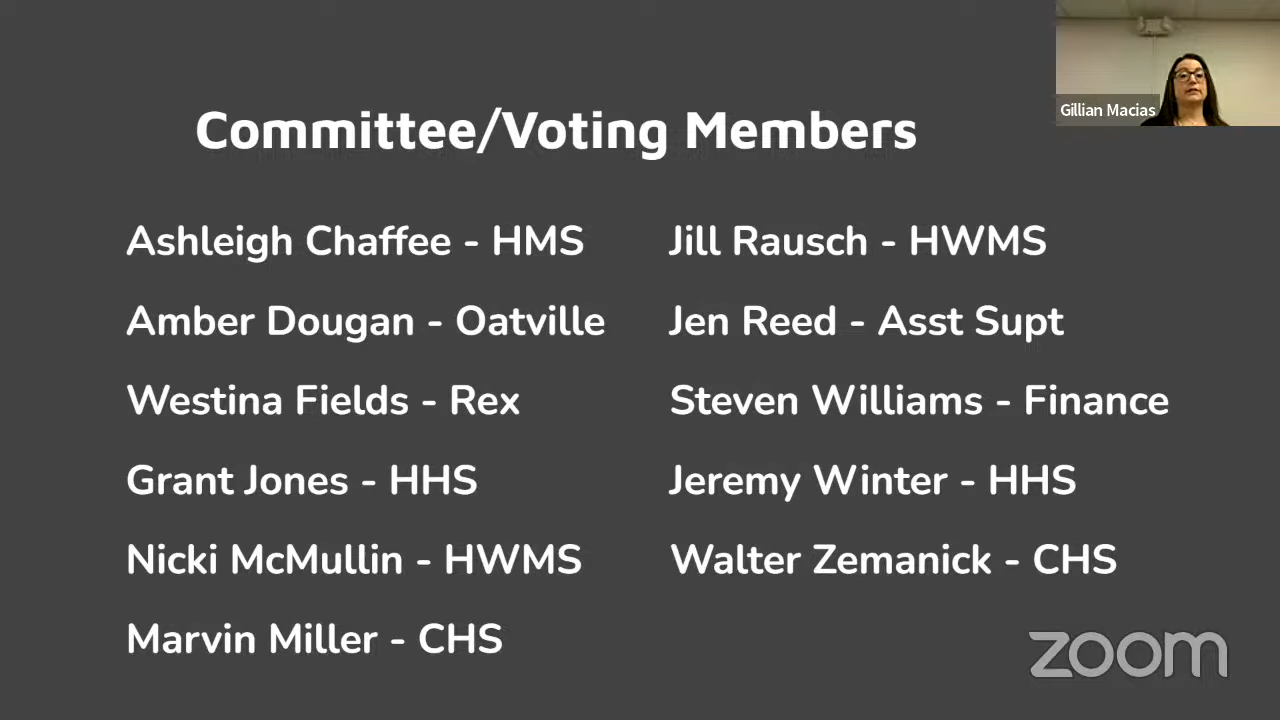 Gillian Macias
Committee/Voting Members
Ashleigh Chaffee - HMS
Amber Dougan - Oatville
Westina Fields - Rex
Grant Jones - HHS
Nicki McMullin - HWMS
Marvin Miller - CHS
Jill Rausch - HWMS
Jen Reed - Asst Supt
Steven Williams - Finance
Jeremy Winter - HHS
Walter Zemanick - CHS
zoom